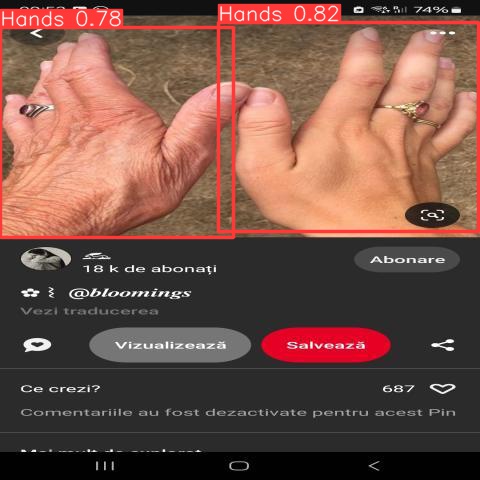 Hands 0.78
Hands 0.82
74%
18 k de abonați
Abonare
@bloomings
Vezi traducerea
Vizualizează
Salvează
Ce crezi?
687
Comentariile au fost dezactivate pentru acest Pin